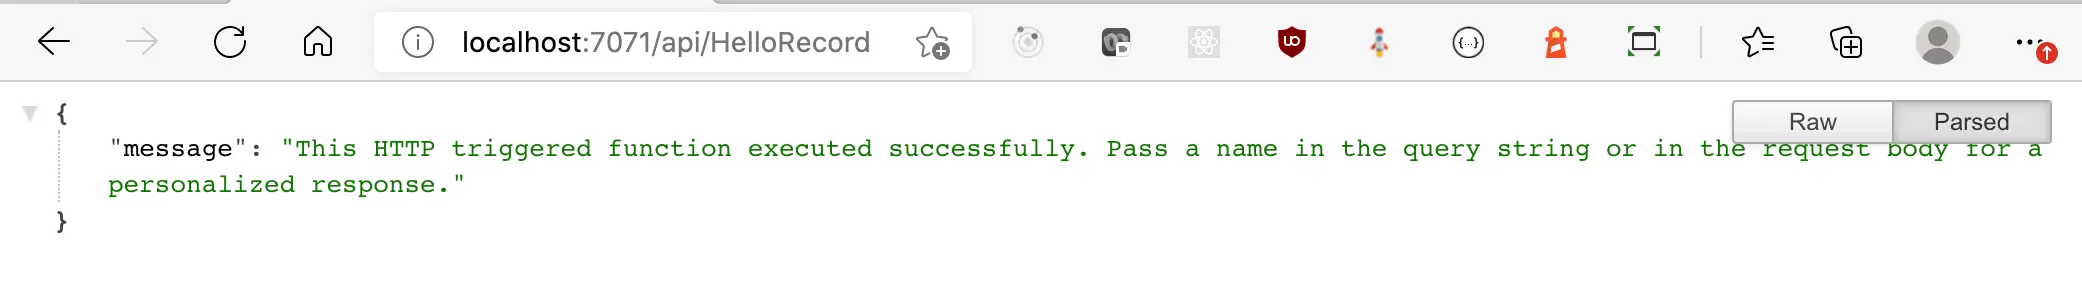 localhost:7071/api/HelloRecord
{
Raw Parsed
"message": "This HTTP triggered function executed successfully. Pass a name in the query string or in the request body for a
personalized response."
}